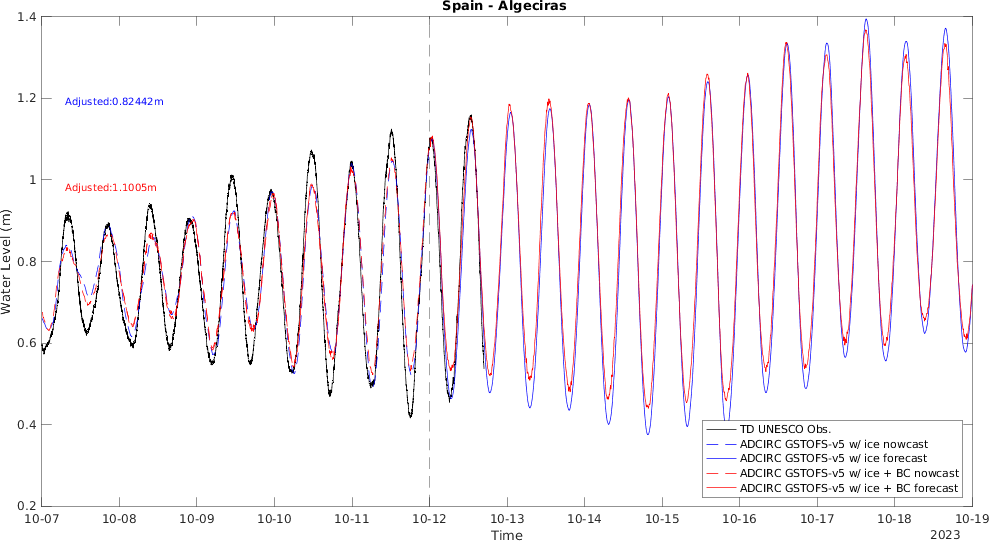 Spain - Algeciras
1.4
1.2
1
0.8
0.6
0.4
0.2
Water Level (m)
Adjusted:0.82442m
Adjusted:1.1005m
TD UNESCO Obs.
ADCIRC GSTOFS-v5 w/ ice nowcast
ADCIRC GSTOFS-v5 w/ ice forecast
ADCIRC GSTOFS-v5 w/ ice + BC nowcast
ADCIRC GSTOFS-v5 w/ ice + BC forecast
10-07 10-08 10-09 10-10 10-11 10-12 10-13 10-14 10-15 10-16 10-17 10-18 10-19
Time
2023